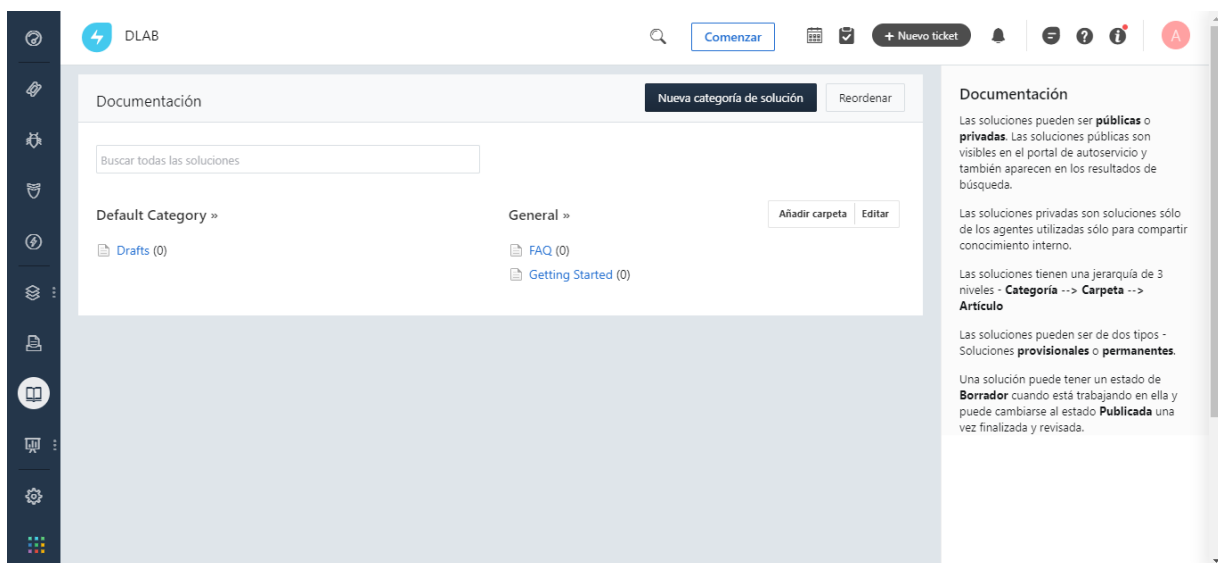 DLAB
Comenzar
+ Nuevo ticket
A
Documentación
Nueva categoría de solución
Reordenar
Buscar todas las soluciones
Default Category »
Drafts (0)
General »
Añadir carpeta
Editar
FAQ (0)
Getting Started (0)
Documentación
Las soluciones pueden ser públicas o
privadas. Las soluciones públicas son
visibles en el portal de autoservicio y
también aparecen en los resultados de
búsqueda.
Las soluciones privadas son soluciones sólo
de los agentes utilizadas sólo para compartir
conocimiento interno.
Las soluciones tienen una jerarquía de 3
niveles - Categoría --> Carpeta -->
Artículo
Las soluciones pueden ser de dos tipos -
Soluciones provisionales o permanentes.
Una solución puede tener un estado de
Borrador cuando está trabajando en ella y
puede cambiarse al estado Publicada una
vez finalizada y revisada.